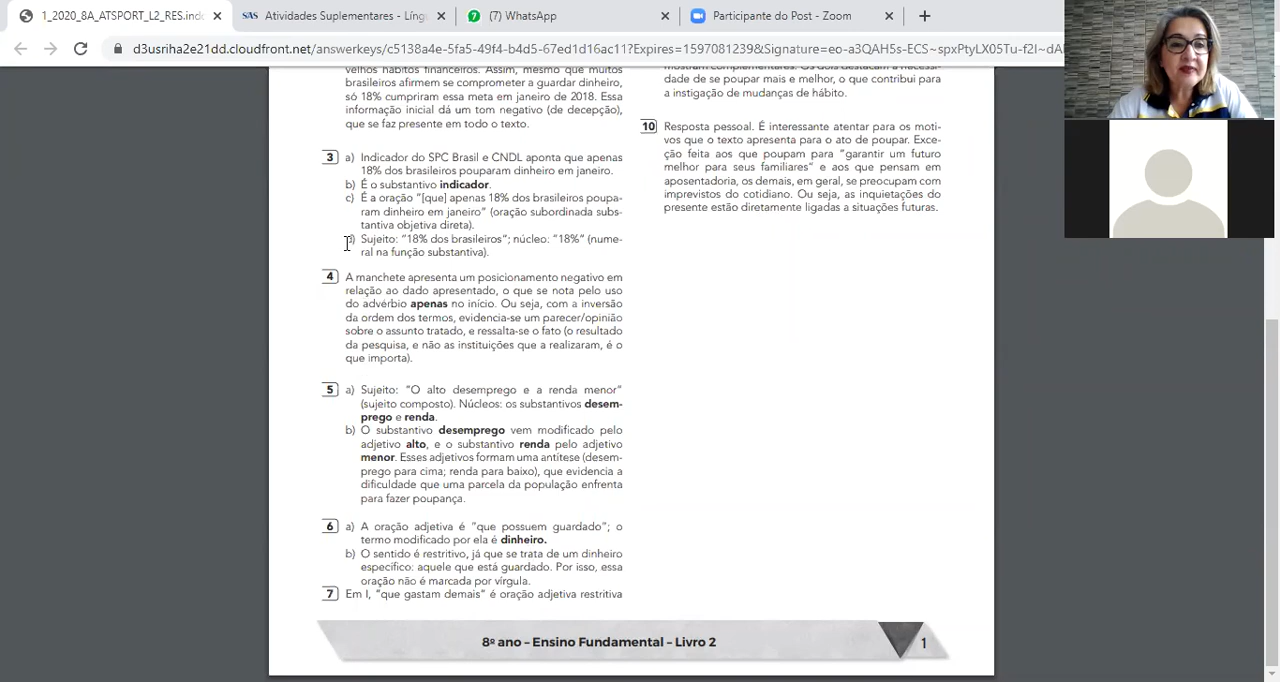 1_2020_8A_ATSPORT_L2_RES.ind
SAS Atividades Suplementares - Líng
(7) WhatsApp
Participante do Post - Zoom
d3usriha2e21dd.cloudfront.net/answerkeys/c5138a4e-5fa5-49f4-b4d5-67ed1d16ac11?Expires=1597081239&Signature=eo-a3QAH5s-ECS~spxPtyLX05Tu-f2I~dA
velhos hábitos financeiros. Assim, mesmo que muitos
brasileiros afirmem se comprometer a guardar dinheiro,
só 18% cumpriram essa meta em janeiro de 2018. Essa
informação inicial dá um tom negativo (de decepção),
que se faz presente em todo o texto.
3 a) Indicador do SPC Brasil e CNDL aponta que apenas
18% dos brasileiros pouparam dinheiro em janeiro.
b) É o substantivo indicador.
c) É a oração "[que] apenas 18% dos brasileiros poupa-
ram dinheiro em janeiro" (oração subordinada subs-
tantiva objetiva direta).
d) Sujeito: "18% dos brasileiros"; núcleo: "18%" (nume-
ral na função substantiva).
4 A manchete apresenta um posicionamento negativo em
relação ao dado apresentado, o que se nota pelo uso
do advérbio apenas no início. Ou seja, com a inversão
da ordem dos termos, evidencia-se um parecer/opinião
sobre o assunto tratado, e ressalta-se o fato (o resultado
da pesquisa, e não as instituições que a realizaram, é o
que importa).
5 a) Sujeito: "O alto desemprego e a renda menor"
(sujeito composto). Núcleos: os substantivos desem-
prego e renda.
b) O substantivo desemprego vem modificado pelo
adjetivo alto, e o substantivo renda pelo adjetivo
menor. Esses adjetivos formam uma antítese (desem-
prego para cima; renda para baixo), que evidencia a
dificuldade que uma parcela da população enfrenta
para fazer poupança.
6 a) A oração adjetiva é "que possuem guardado"; o
termo modificado por ela é dinheiro.
b) O sentido é restritivo, já que se trata de um dinheiro
específico: aquele que está guardado. Por isso, essa
oração não é marcada por vírgula.
7 Em I, "que gastam demais" é oração adjetiva restritiva
mostram complementares. Os dois destacam a necessi-
dade de se poupar mais e melhor, o que contribui para
a instigação de mudanças de hábito.
10 Resposta pessoal. É interessante atentar para os moti-
vos que o texto apresenta para o ato de poupar. Exce-
ção feita aos que poupam para "garantir um futuro
melhor para seus familiares" e aos que pensam em
aposentadoria, os demais, em geral, se preocupam com
imprevistos do cotidiano. Ou seja, as inquietações do
presente estão diretamente ligadas a situações futuras.
8º ano – Ensino Fundamental – Livro 2
1